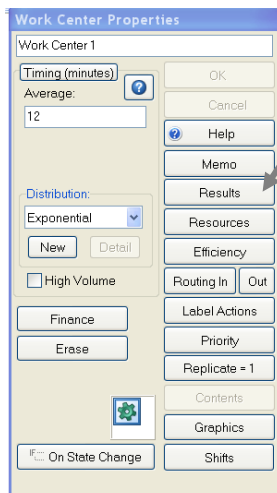 Work Center Properties
Work Center 1
Timing (minutes)
Average:
12
Distribution:
Exponential
New
Detail
High Volume
Finance
Erase
IF On State Change
OK
Cancel
? Help
Memo
Results
Resources
Efficiency
Routing In
Out
Label Actions
Priority
Replicate = 1
Contents
Graphics
Shifts